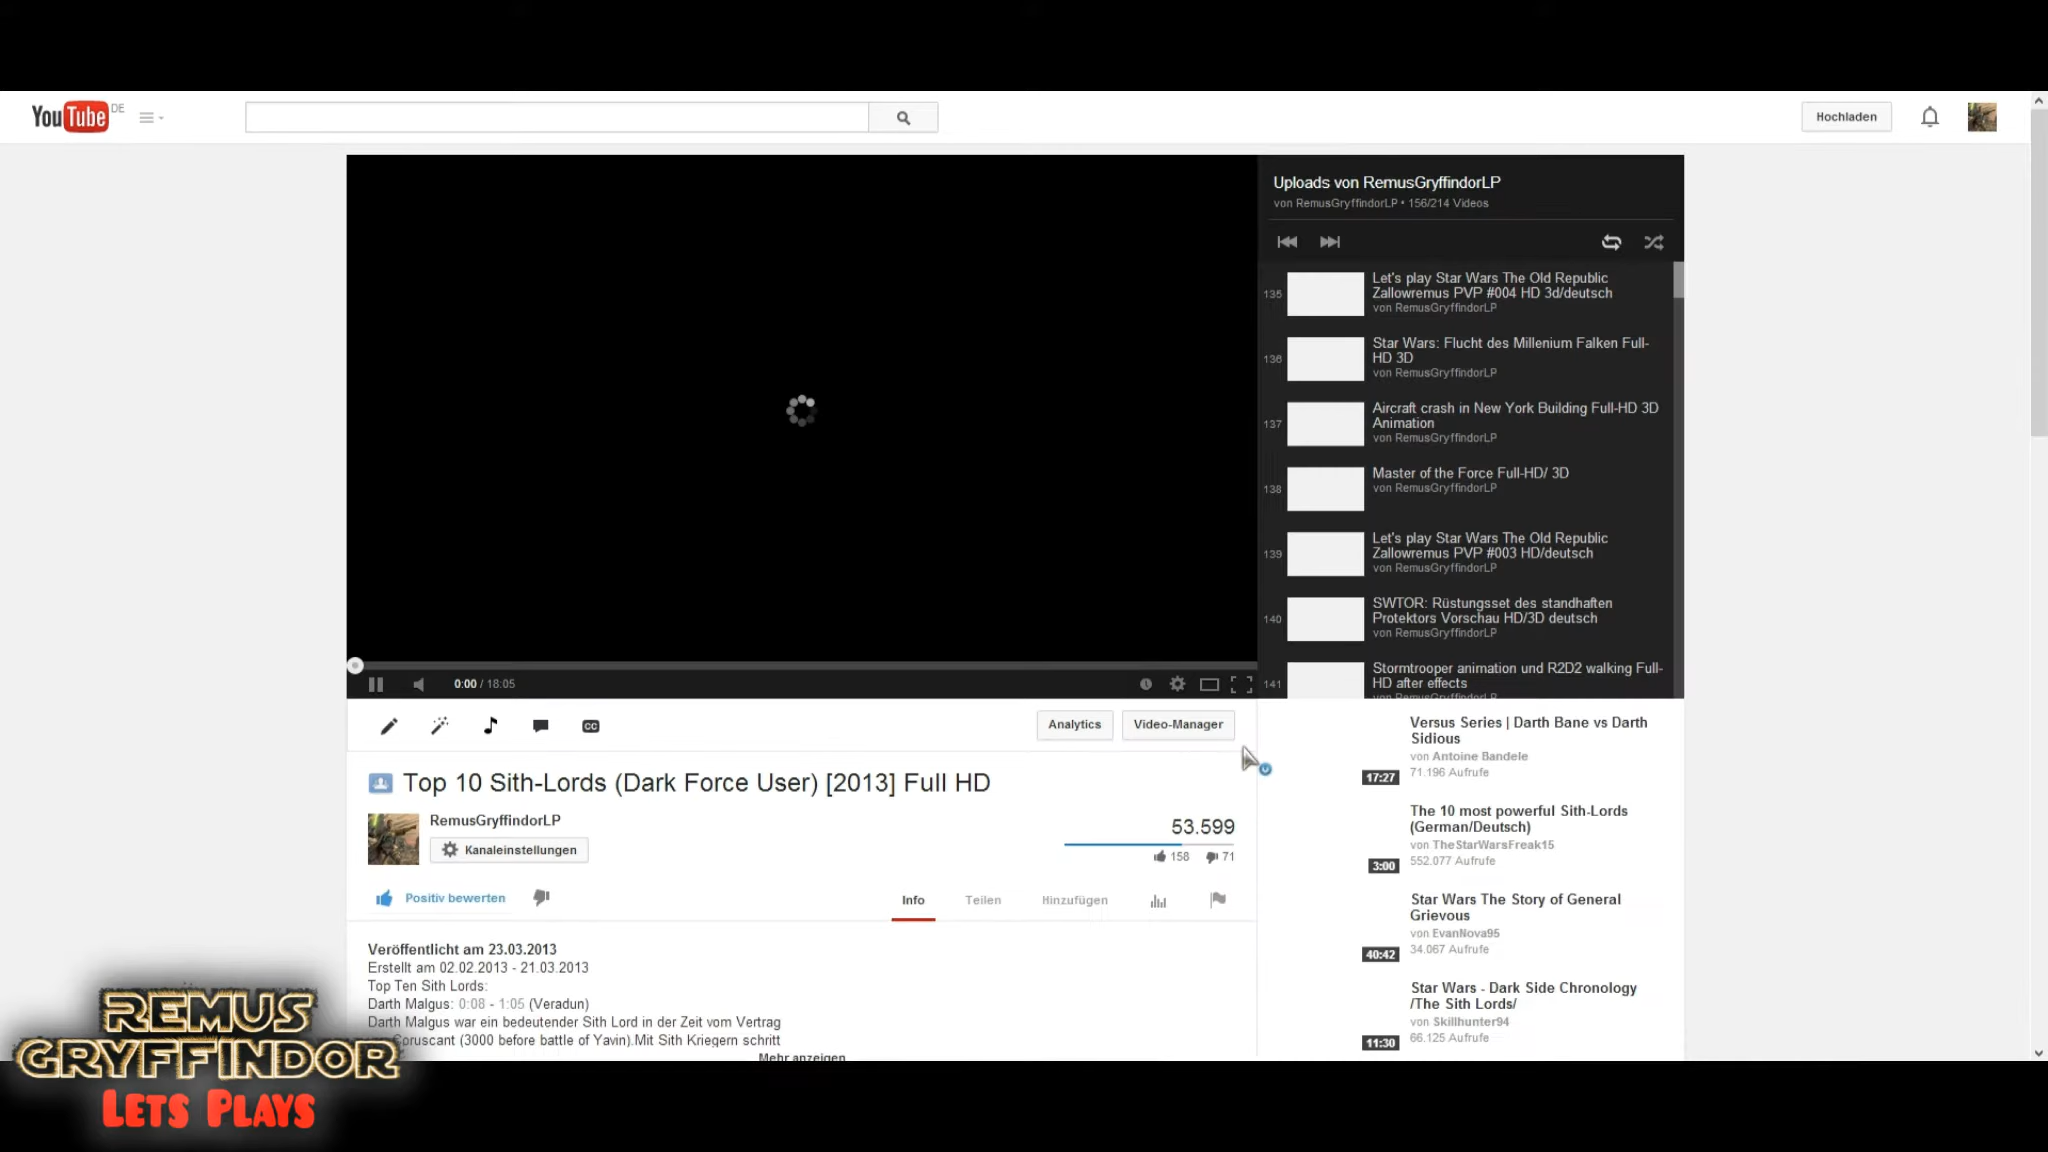 YouTube DE
Hochladen
Uploads von RemusGryffindorLP
von RemusGryffindorLP • 156/214 Videos
135
Let's play Star Wars The Old Republic
Zallowremus PVP #004 HD 3d/deutsch
von RemusGryffindorLP
136
Star Wars: Flucht des Millenium Falken Full-
HD 3D
von RemusGryffindorLP
137
Aircraft crash in New York Building Full-HD 3D
Animation
von RemusGryffindorLP
138
Master of the Force Full-HD/ 3D
von RemusGryffindorLP
139
Let's play Star Wars The Old Republic
Zallowremus PVP #003 HD/deutsch
von RemusGryffindorLP
140
SWTOR: Rüstungsset des standhaften
Protektors Vorschau HD/3D deutsch
von RemusGryffindorLP
141
Stormtrooper animation und R2D2 walking Full-
HD after effects
von RemusGryffindorLP
0:00 / 18:05
CC
Analytics
Video-Manager
Top 10 Sith-Lords (Dark Force User) [2013] Full HD
RemusGryffindorLP
Kanaleinstellungen
53.599
158
71
Positiv bewerten
Info
Teilen
Hinzufügen
Veröffentlicht am 23.03.2013
Erstellt am 02.02.2013 - 21.03.2013
Top Ten Sith Lords:
Darth Malgus: 0:08 - 1:05 (Veradun)
Darth Malgus war ein bedeutender Sith Lord in der Zeit vom Vertrag
Coruscant (3000 before battle of Yavin).Mit Sith Kriegern schritt
Mehr anzeigen
Versus Series | Darth Bane vs Darth
Sidious
von Antoine Bandele
71.196 Aufrufe
17:27
The 10 most powerful Sith-Lords
(German/Deutsch)
von TheStarWarsFreak15
552.077 Aufrufe
3:00
Star Wars The Story of General
Grievous
von EvanNova95
34.067 Aufrufe
40:42
Star Wars - Dark Side Chronology
/The Sith Lords/
von Skillhunter94
66.125 Aufrufe
11:30
REMUS
GRYFFINDOR
LETS PLAYS